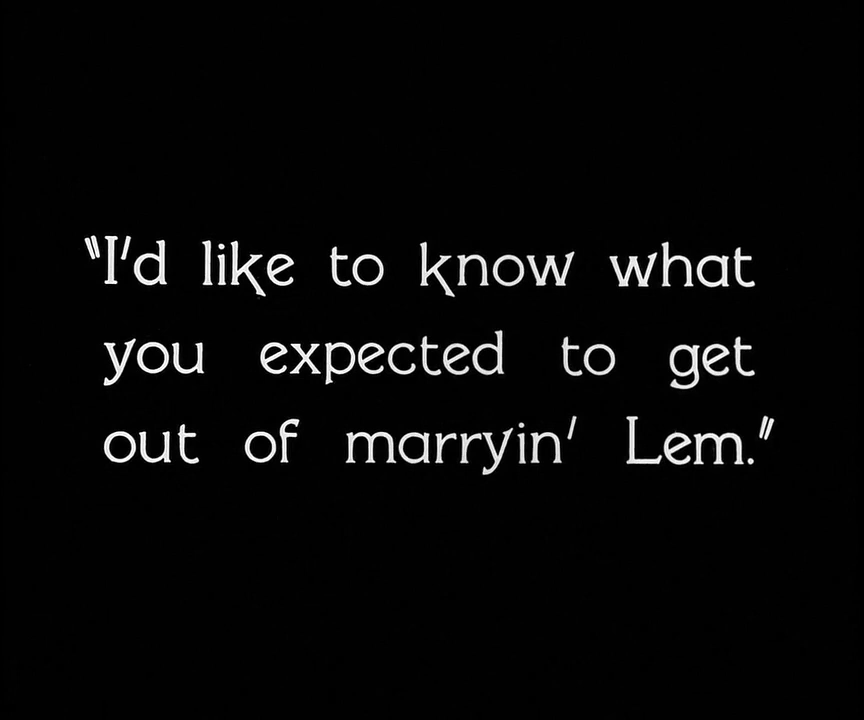 "I'd like to know what
you expected to get
out of marryin' Lem."